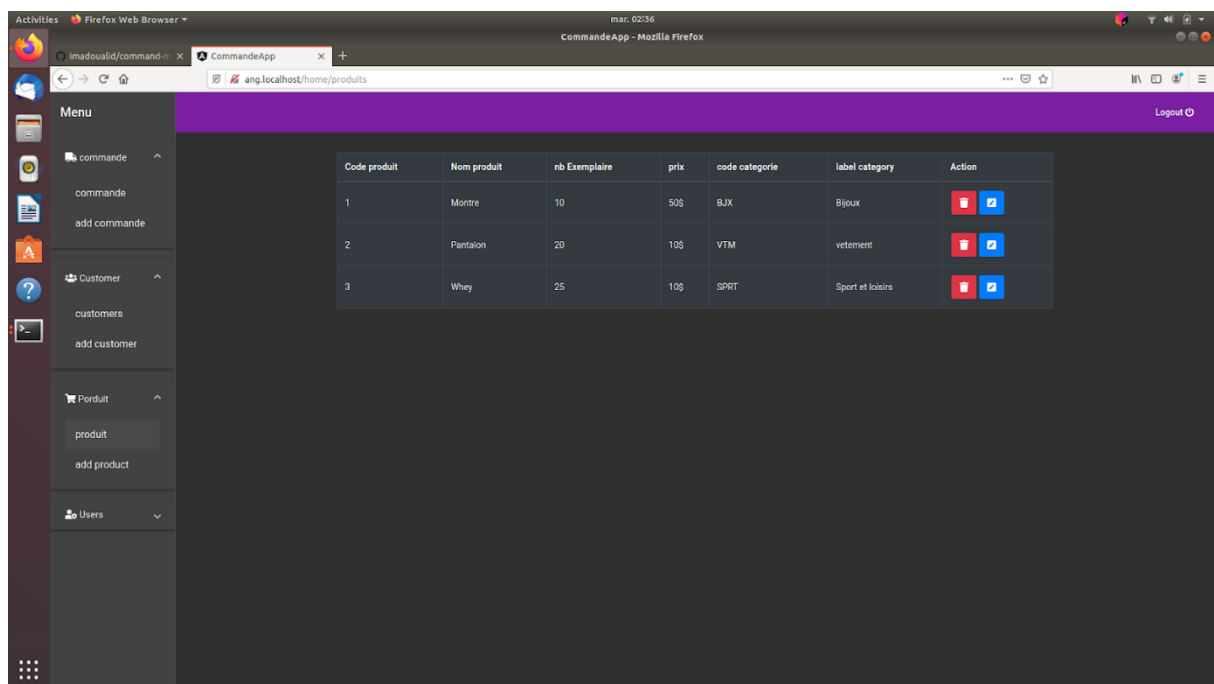 Activities Firefox Web Browser mar. 02:36
CommandeApp - Mozilla Firefox
imadoualid/command-m CommandeApp
ang.localhost/home/produits
Menu Logout
commande
commande
add commande
Customer
customers
add customer
Porduit
produit
add product
Users
Code produit Nom produit nb Exemplaire prix code categorie label category Action
1 Montre 10 50$ BJX Bijoux
2 Pantalon 20 10$ VTM vetement
3 Whey 25 10$ SPRT Sport et loisirs